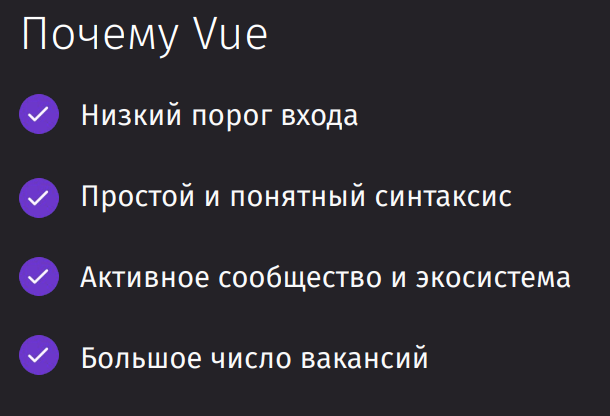 Почему Vue
Низкий порог входа
Простой и понятный синтаксис
Активное сообщество и экосистема
Большое число вакансий